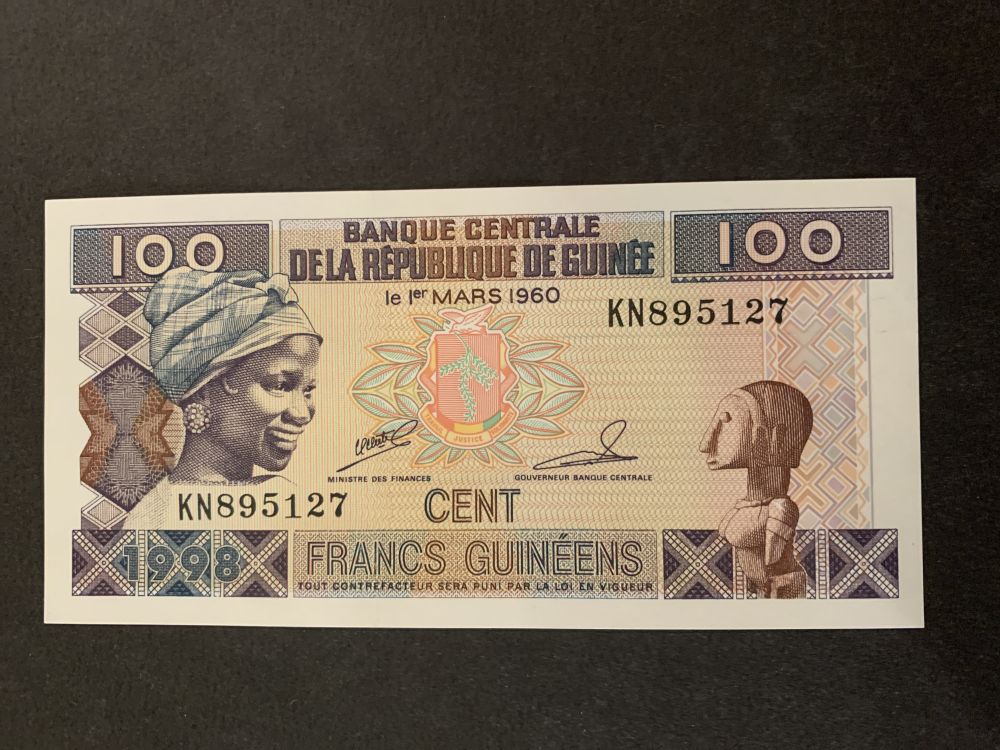 100
BANQUE CENTRALE
DE LA RÉPUBLIQUE DE GUINÉE
100
le 1er MARS 1960
KN895127
JUSTICE
MINISTRE DES FINANCES
GOUVERNEUR BANQUE CENTRALE
KN895127
CENT
1998
FRANCS GUINÉENS
TOUT CONTREFACTEUR SERA PUNI PAR LA LOI EN VIGUEUR